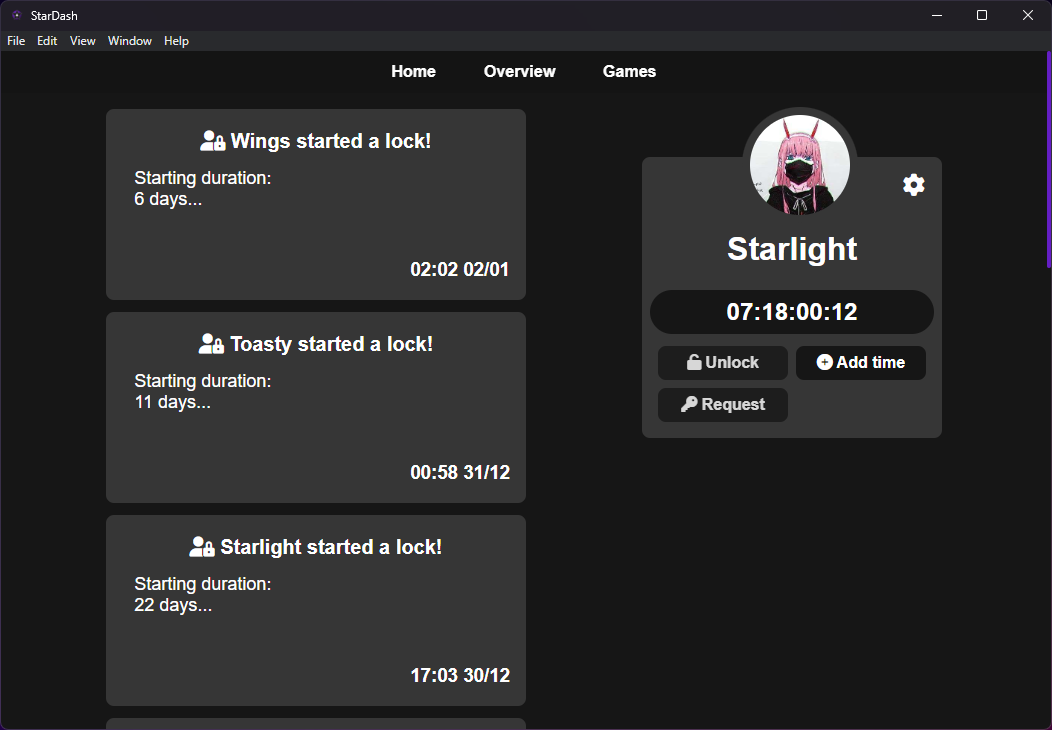 StarDash
File Edit View Window Help
Home Overview Games
Wings started a lock!
Starting duration:
6 days...
02:02 02/01
Toasty started a lock!
Starting duration:
11 days...
00:58 31/12
Starlight started a lock!
Starting duration:
22 days...
17:03 30/12
Starlight
07:18:00:12
Unlock
Add time
Request